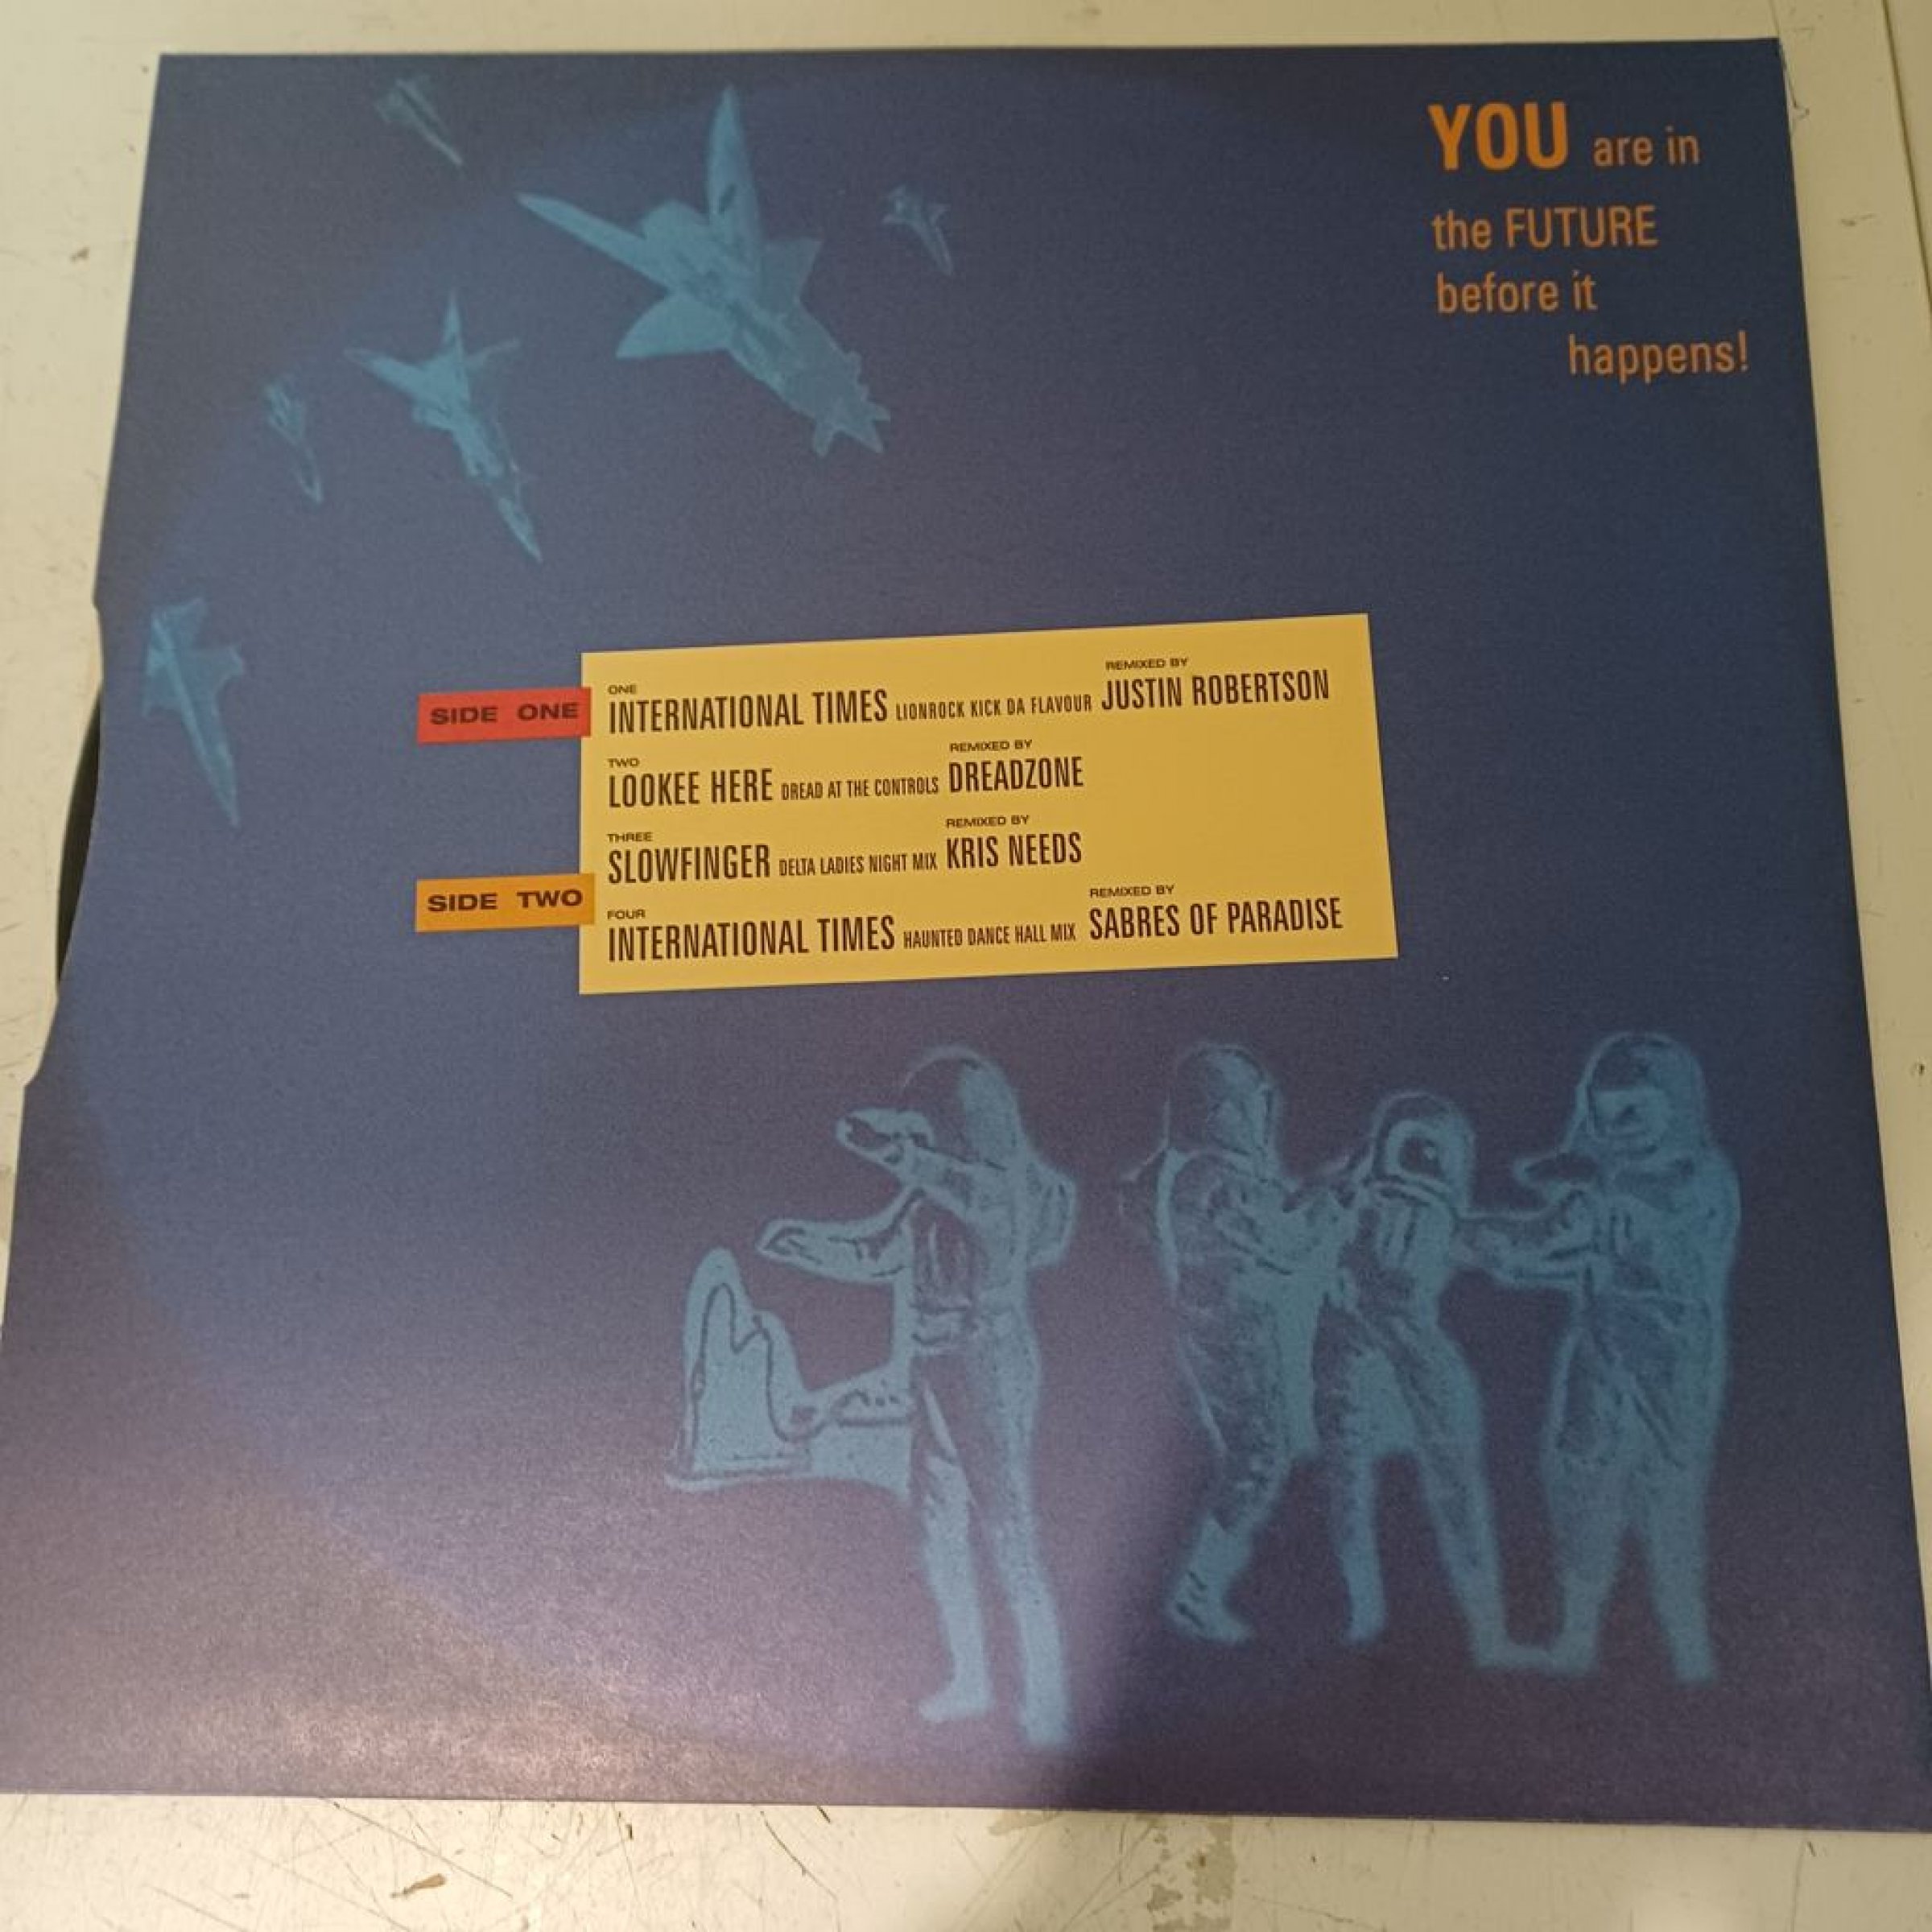 YOU are in
the FUTURE
before it
happens!
SIDE ONE
ONE
REMIXED BY
INTERNATIONAL TIMES LIONROCK KICK DA FLAVOUR JUSTIN ROBERTSON
TWO
REMIXED BY
LOOKEE HERE DREAD AT THE CONTROLS DREADZONE
THREE
REMIXED BY
SLOWFINGER DELTA LADIES NIGHT MIX KRIS NEEDS
SIDE TWO
FOUR
REMIXED BY
INTERNATIONAL TIMES HAUNTED DANCE HALL MIX SABRES OF PARADISE